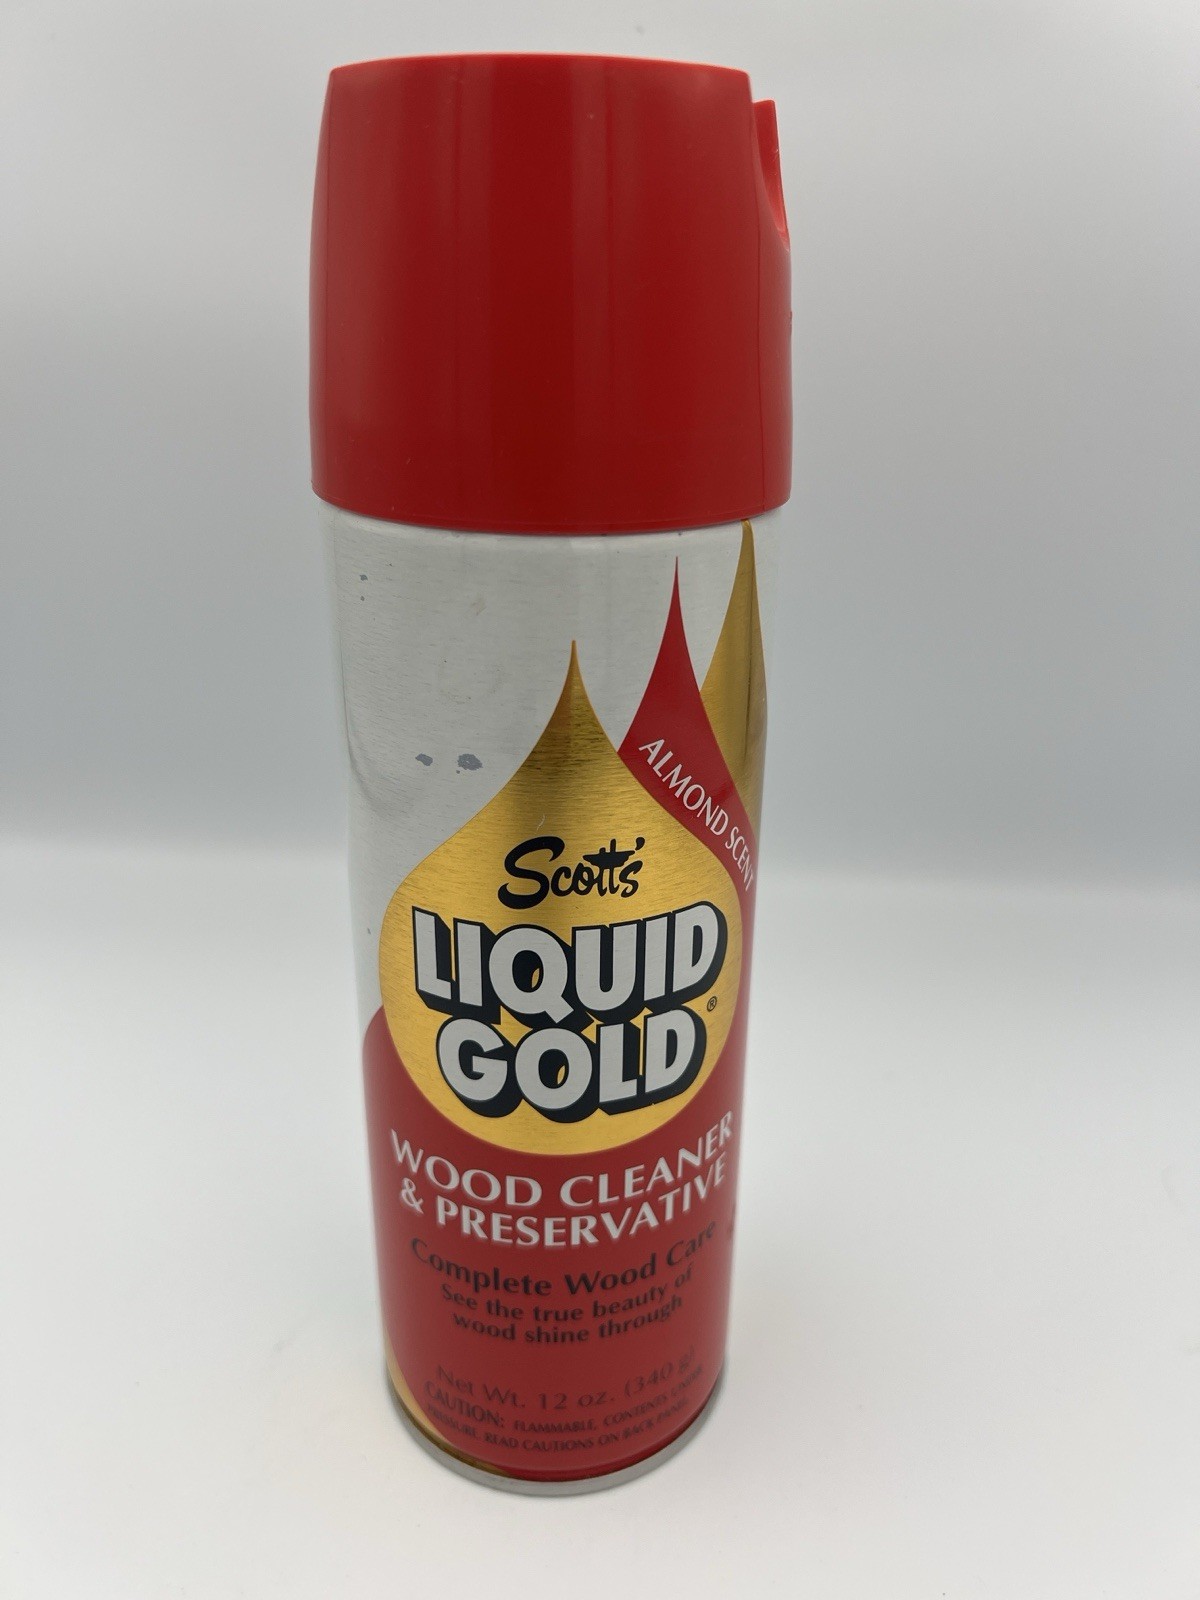 ALMOND SCENT
Scott's
LIQUID
GOLD®
WOOD CLEANER
& PRESERVATIVE
Complete Wood Care
See the true beauty of
wood shine through
Net Wt. 12 oz. (340 g)
CAUTION: FLAMMABLE. CONTENTS UNDER
PRESSURE. READ CAUTIONS ON BACK PANEL.